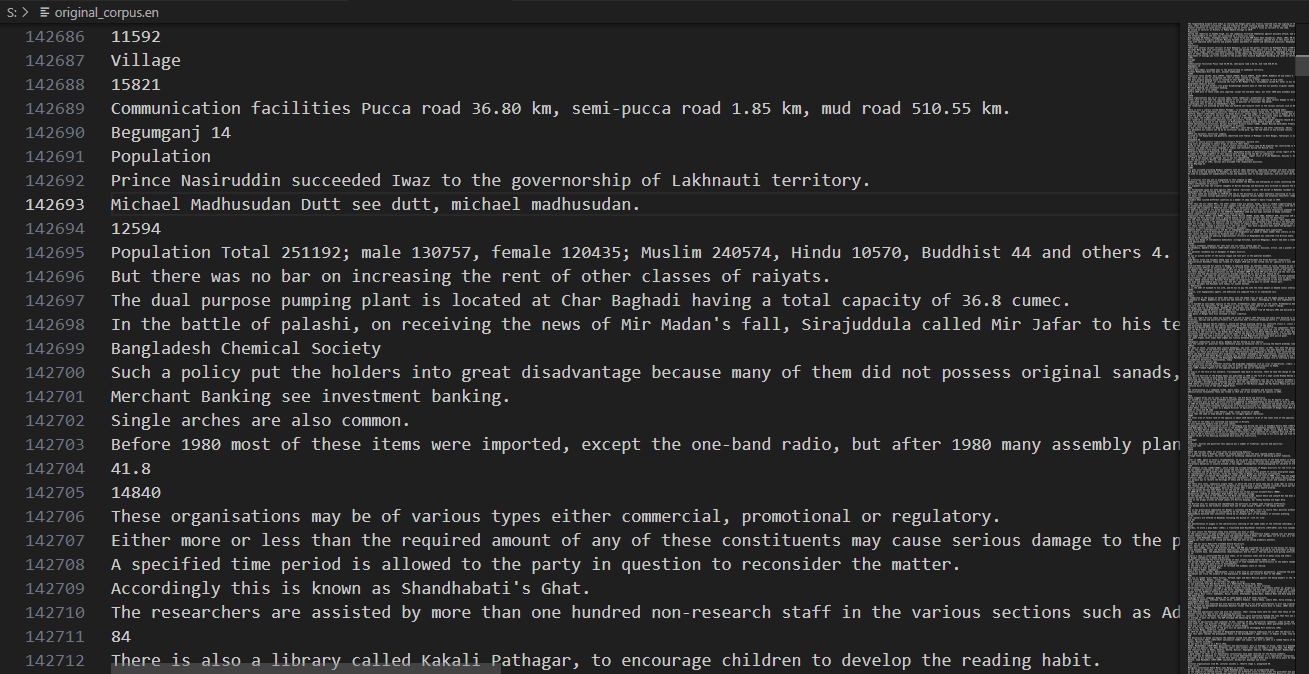 S: > original_corpus.en
142686 11592
142687 Village
142688 15821
142689 Communication facilities Pucca road 36.80 km, semi-pucca road 1.85 km, mud road 510.55 km.
142690 Begumganj 14
142691 Population
142692 Prince Nasiruddin succeeded Iwaz to the governorship of Lakhnauti territory.
142693 Michael Madhusudan Dutt see dutt, michael madhusudan.
142694 12594
142695 Population Total 251192; male 130757, female 120435; Muslim 240574, Hindu 10570, Buddhist 44 and others 4.
142696 But there was no bar on increasing the rent of other classes of raiyats.
142697 The dual purpose pumping plant is located at Char Baghadi having a total capacity of 36.8 cumec.
142698 In the battle of palashi, on receiving the news of Mir Madan's fall, Sirajuddula called Mir Jafar to his te
142699 Bangladesh Chemical Society
142700 Such a policy put the holders into great disadvantage because many of them did not possess original sanads,
142701 Merchant Banking see investment banking.
142702 Single arches are also common.
142703 Before 1980 most of these items were imported, except the one-band radio, but after 1980 many assembly plan
142704 41.8
142705 14840
142706 These organisations may be of various types either commercial, promotional or regulatory.
142707 Either more or less than the required amount of any of these constituents may cause serious damage to the p
142708 A specified time period is allowed to the party in question to reconsider the matter.
142709 Accordingly this is known as Shandhabati's Ghat.
142710 The researchers are assisted by more than one hundred non-research staff in the various sections such as Ad
142711 84
142712 There is also a library called Kakali Pathagar, to encourage children to develop the reading habit.